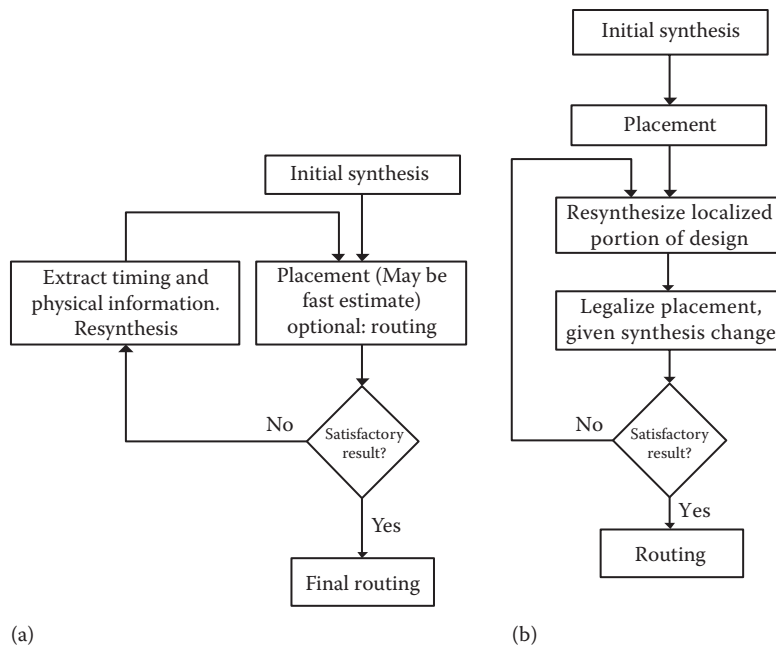 Initial synthesis
Extract timing and
physical information.
Resynthesis
Placement (May be
fast estimate)
optional: routing
No
Satisfactory
result?
Yes
Final routing
(a)
Initial synthesis
Placement
Resynthesize localized
portion of design
Legalize placement,
given synthesis change
No
Satisfactory
result?
Yes
Routing
(b)